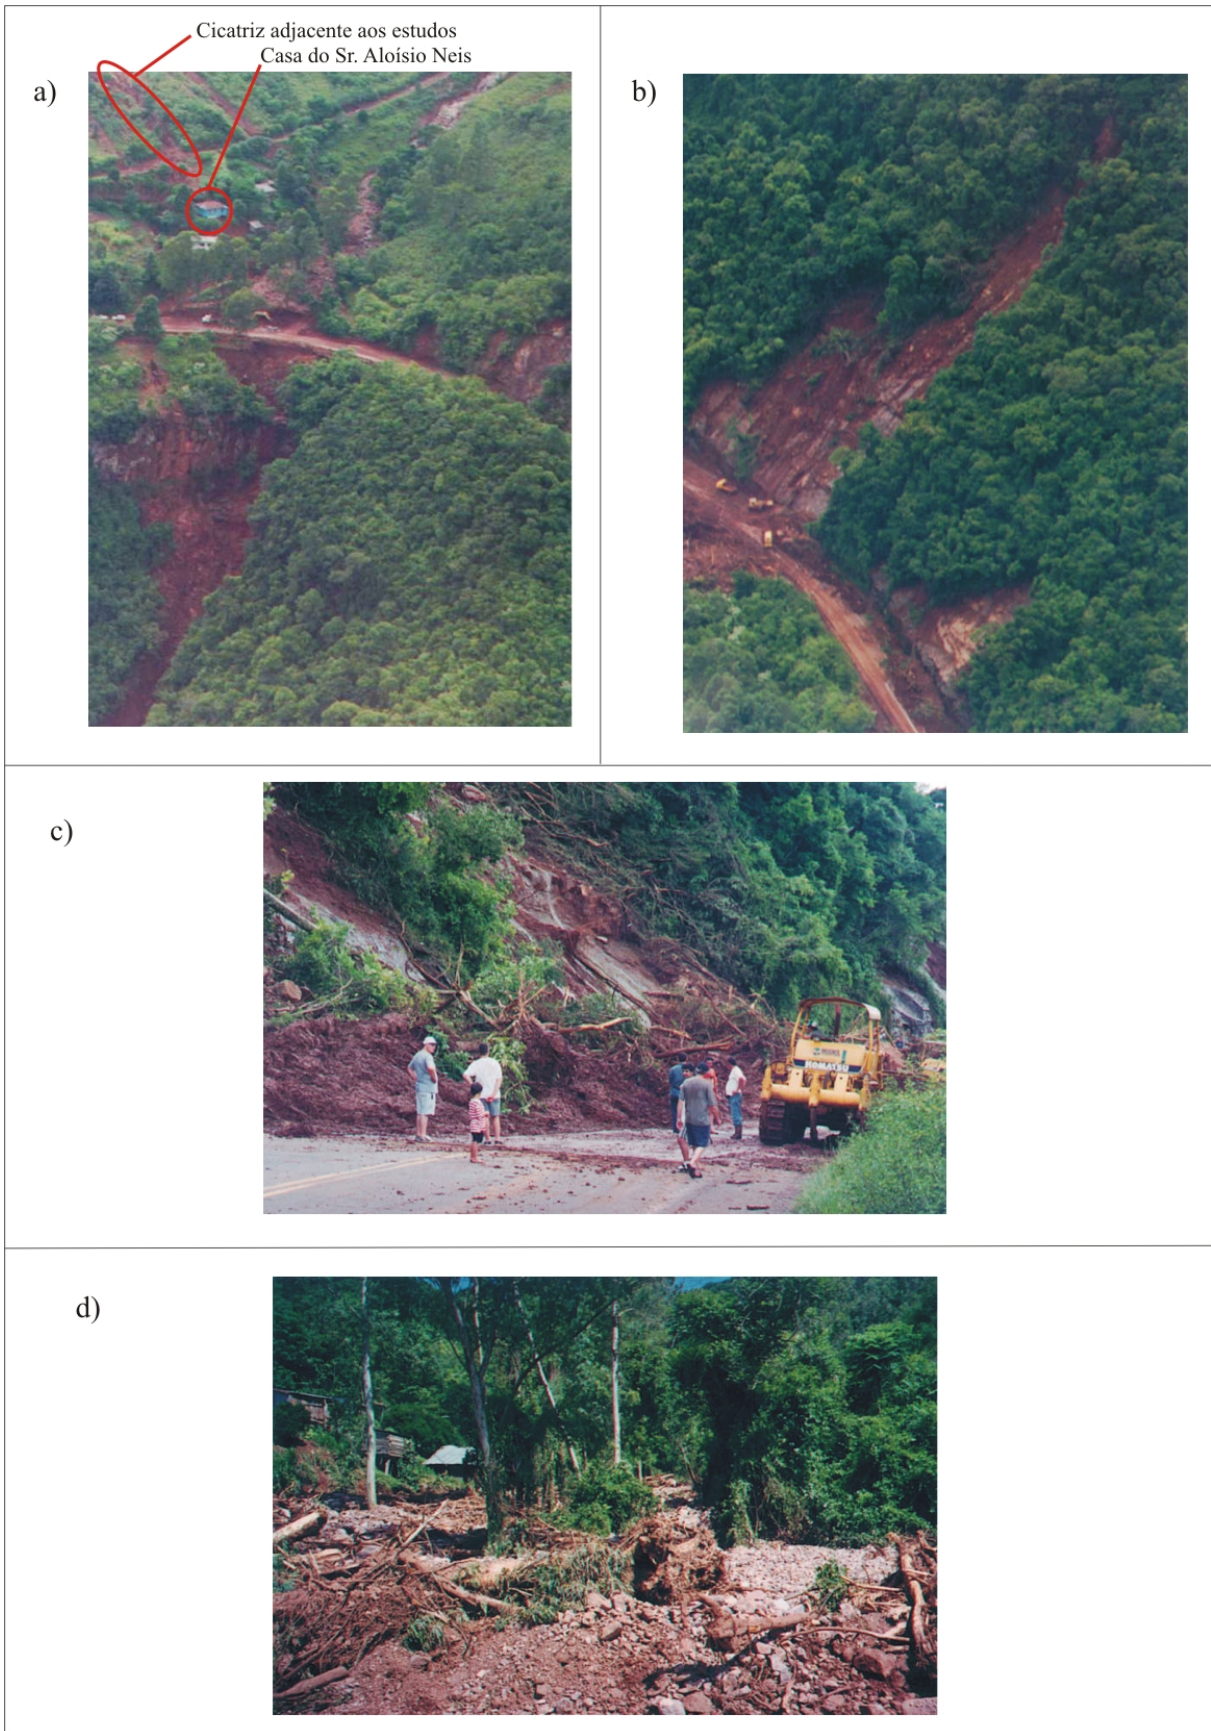 Cicatriz adjacente aos estudos
Casa do Sr. Aloísio Neis
a)
b)
c)
KOMATSU
d)